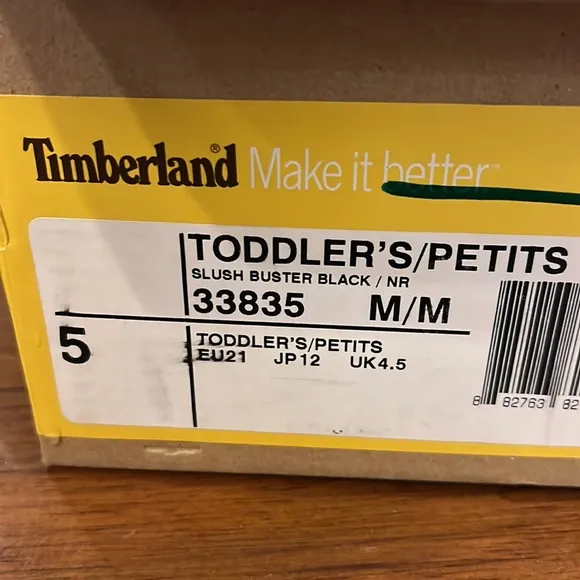 Timberland® Make it better™
TODDLER'S/PETITS
SLUSH BUSTER BLACK / NR
33835 M/M
5
TODDLER'S/PETITS
EU21 JP12 UK4.5
8 82763 82